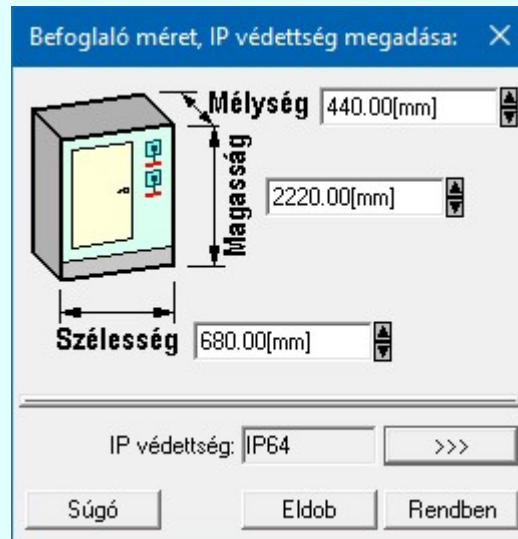 Befoglaló méret, IP védettség megadása:
Mélység 440.00[mm]
Magasság 2220.00[mm]
Szélesség 680.00[mm]
IP védettség: IP64 >>>
Súgó Eldob Rendben